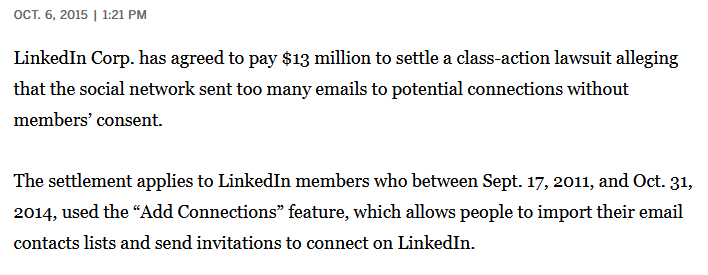 OCT. 6, 2015 | 1:21 PM
LinkedIn Corp. has agreed to pay $13 million to settle a class-action lawsuit alleging
that the social network sent too many emails to potential connections without
members’ consent.
The settlement applies to LinkedIn members who between Sept. 17, 2011, and Oct. 31,
2014, used the “Add Connections” feature, which allows people to import their email
contacts lists and send invitations to connect on LinkedIn.